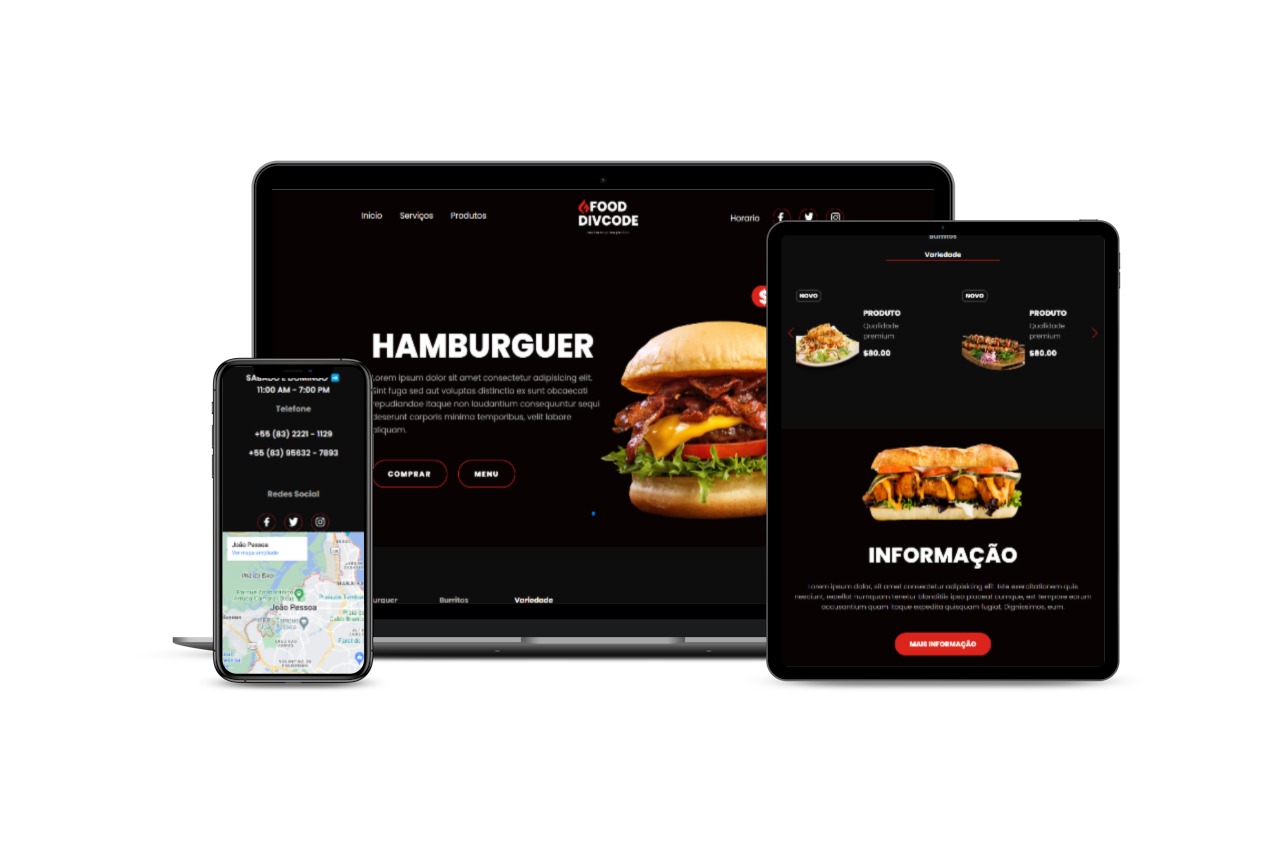 Inicio Serviços Produtos
FOOD
DIVCODE
Horario
$
HAMBURGUER
Lorem ipsum dolor sit amet consectetur adipisicing elit.
Sint fuga sed aut voluptas distinctio ex sunt obcaecati
repudiandae itaque non laudantium consequuntur sequi
deserunt corporis minima temporibus, velit labore
aliquam.
COMPRAR MENU
urguer Burritos Variedade
SÁBADO E DOMINGO
11:00 AM - 7:00 PM
Telefone
+55 (83) 2221 - 1129
+55 (83) 95632 - 7893
Redes Social
João Pessoa
Ver mapa ampliado
João Pessoa
Burritos
Variedade
NOVO
PRODUTO
Qualidade
premium
$80.00
NOVO
PRODUTO
Qualidade
premium
$80.00
INFORMAÇÃO
Lorem ipsum dolor, sit amet consectetur adipisicing elit. Iste exercitationem quis
nesciunt, repellat numquam tenetur blanditiis ipsa placeat cumque, est tempore earum
accusantium quam itaque expedita quisquam fugiat. Dignissimos, eum.
MAIS INFORMAÇÃO